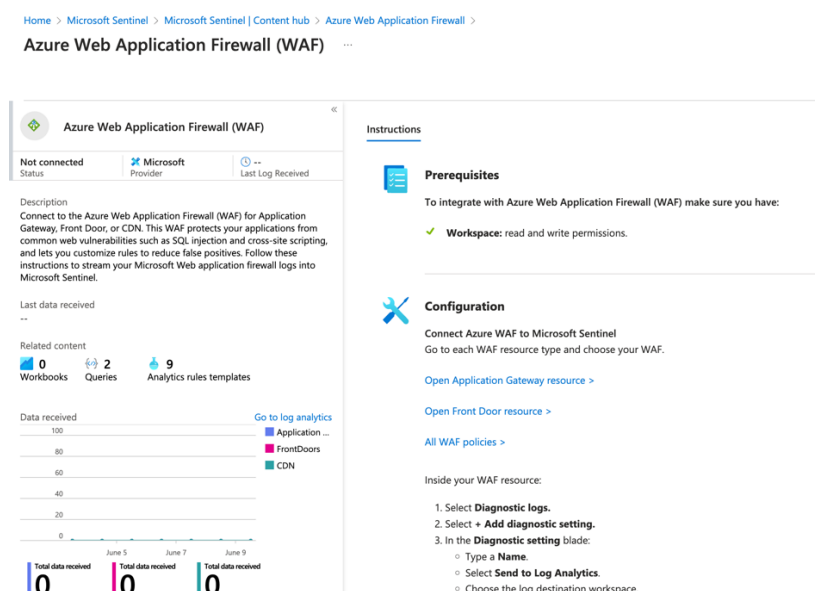 Home > Microsoft Sentinel > Microsoft Sentinel | Content hub > Azure Web Application Firewall >
Azure Web Application Firewall (WAF) ...
«
Azure Web Application Firewall (WAF)
Not connected
Status
Microsoft
Provider
--
Last Log Received
Description
Connect to the Azure Web Application Firewall (WAF) for Application
Gateway, Front Door, or CDN. This WAF protects your applications from
common web vulnerabilities such as SQL injection and cross-site scripting,
and lets you customize rules to reduce false positives. Follow these
instructions to stream your Microsoft Web application firewall logs into
Microsoft Sentinel.
Last data received
--
Related content
0
Workbooks
2
Queries
9
Analytics rules templates
Data received
Go to log analytics
100
80
60
40
20
0
June 5 June 7 June 9
Application ...
FrontDoors
CDN
Total data received
0
Total data received
0
Total data received
0
Instructions
Prerequisites
To integrate with Azure Web Application Firewall (WAF) make sure you have:
Workspace: read and write permissions.
Configuration
Connect Azure WAF to Microsoft Sentinel
Go to each WAF resource type and choose your WAF.
Open Application Gateway resource >
Open Front Door resource >
All WAF policies >
Inside your WAF resource:
1. Select Diagnostic logs.
2. Select + Add diagnostic setting.
3. In the Diagnostic setting blade:
○ Type a Name.
○ Select Send to Log Analytics.
○ Choose the log destination workspace.